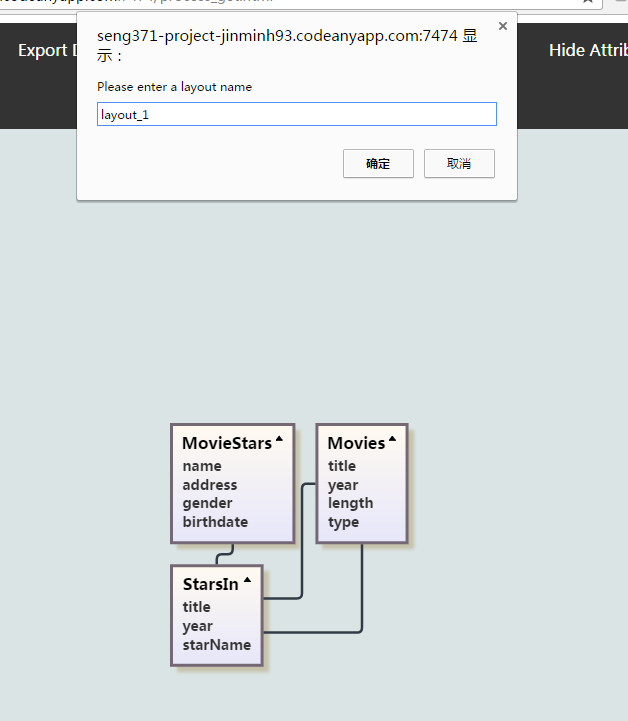 seng371-project-jinminh93.codeanyapp.com:7474 显
示：
Export
Hide
Please enter a layout name
layout_1
确定
取消
MovieStars
name
address
gender
birthdate
Movies
title
year
length
type
StarsIn
title
year
starName